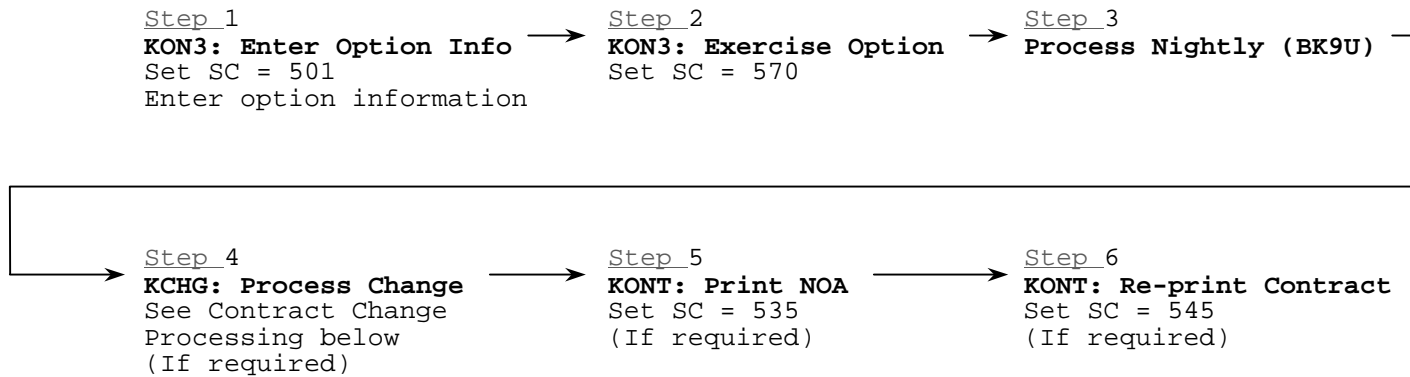 Step 1
KON3: Enter Option Info
Set SC = 501
Enter option information
Step 2
KON3: Exercise Option
Set SC = 570
Step 3
Process Nightly (BK9U)
Step 4
KCHG: Process Change
See Contract Change
Processing below
(If required)
Step 5
KONT: Print NOA
Set SC = 535
(If required)
Step 6
KONT: Re-print Contract
Set SC = 545
(If required)